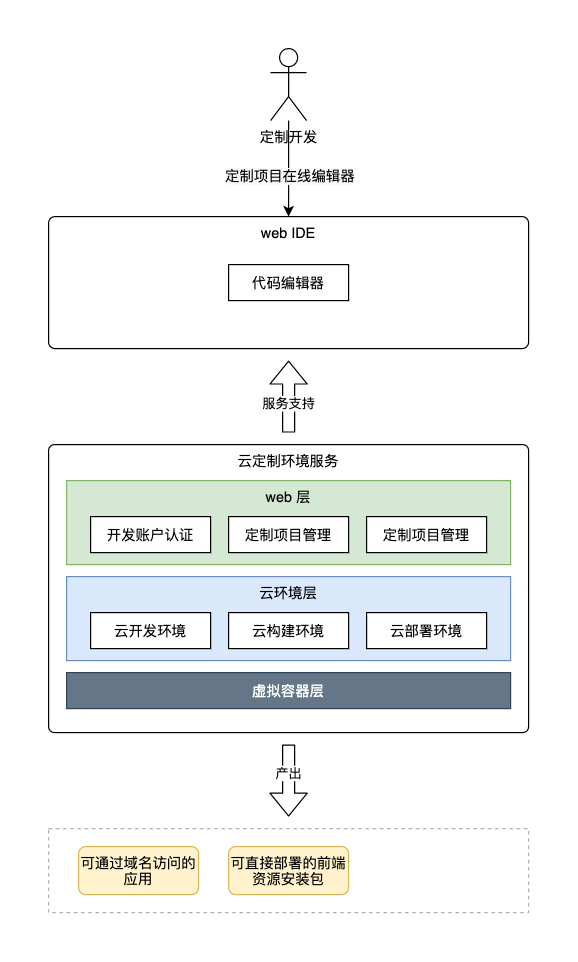 定制开发
定制项目在线编辑器
web IDE
代码编辑器
服务支持
云定制环境服务
web 层
开发账户认证
定制项目管理
定制项目管理
云环境层
云开发环境
云构建环境
云部署环境
虚拟容器层
产出
可通过域名访问的
应用
可直接部署的前端
资源安装包